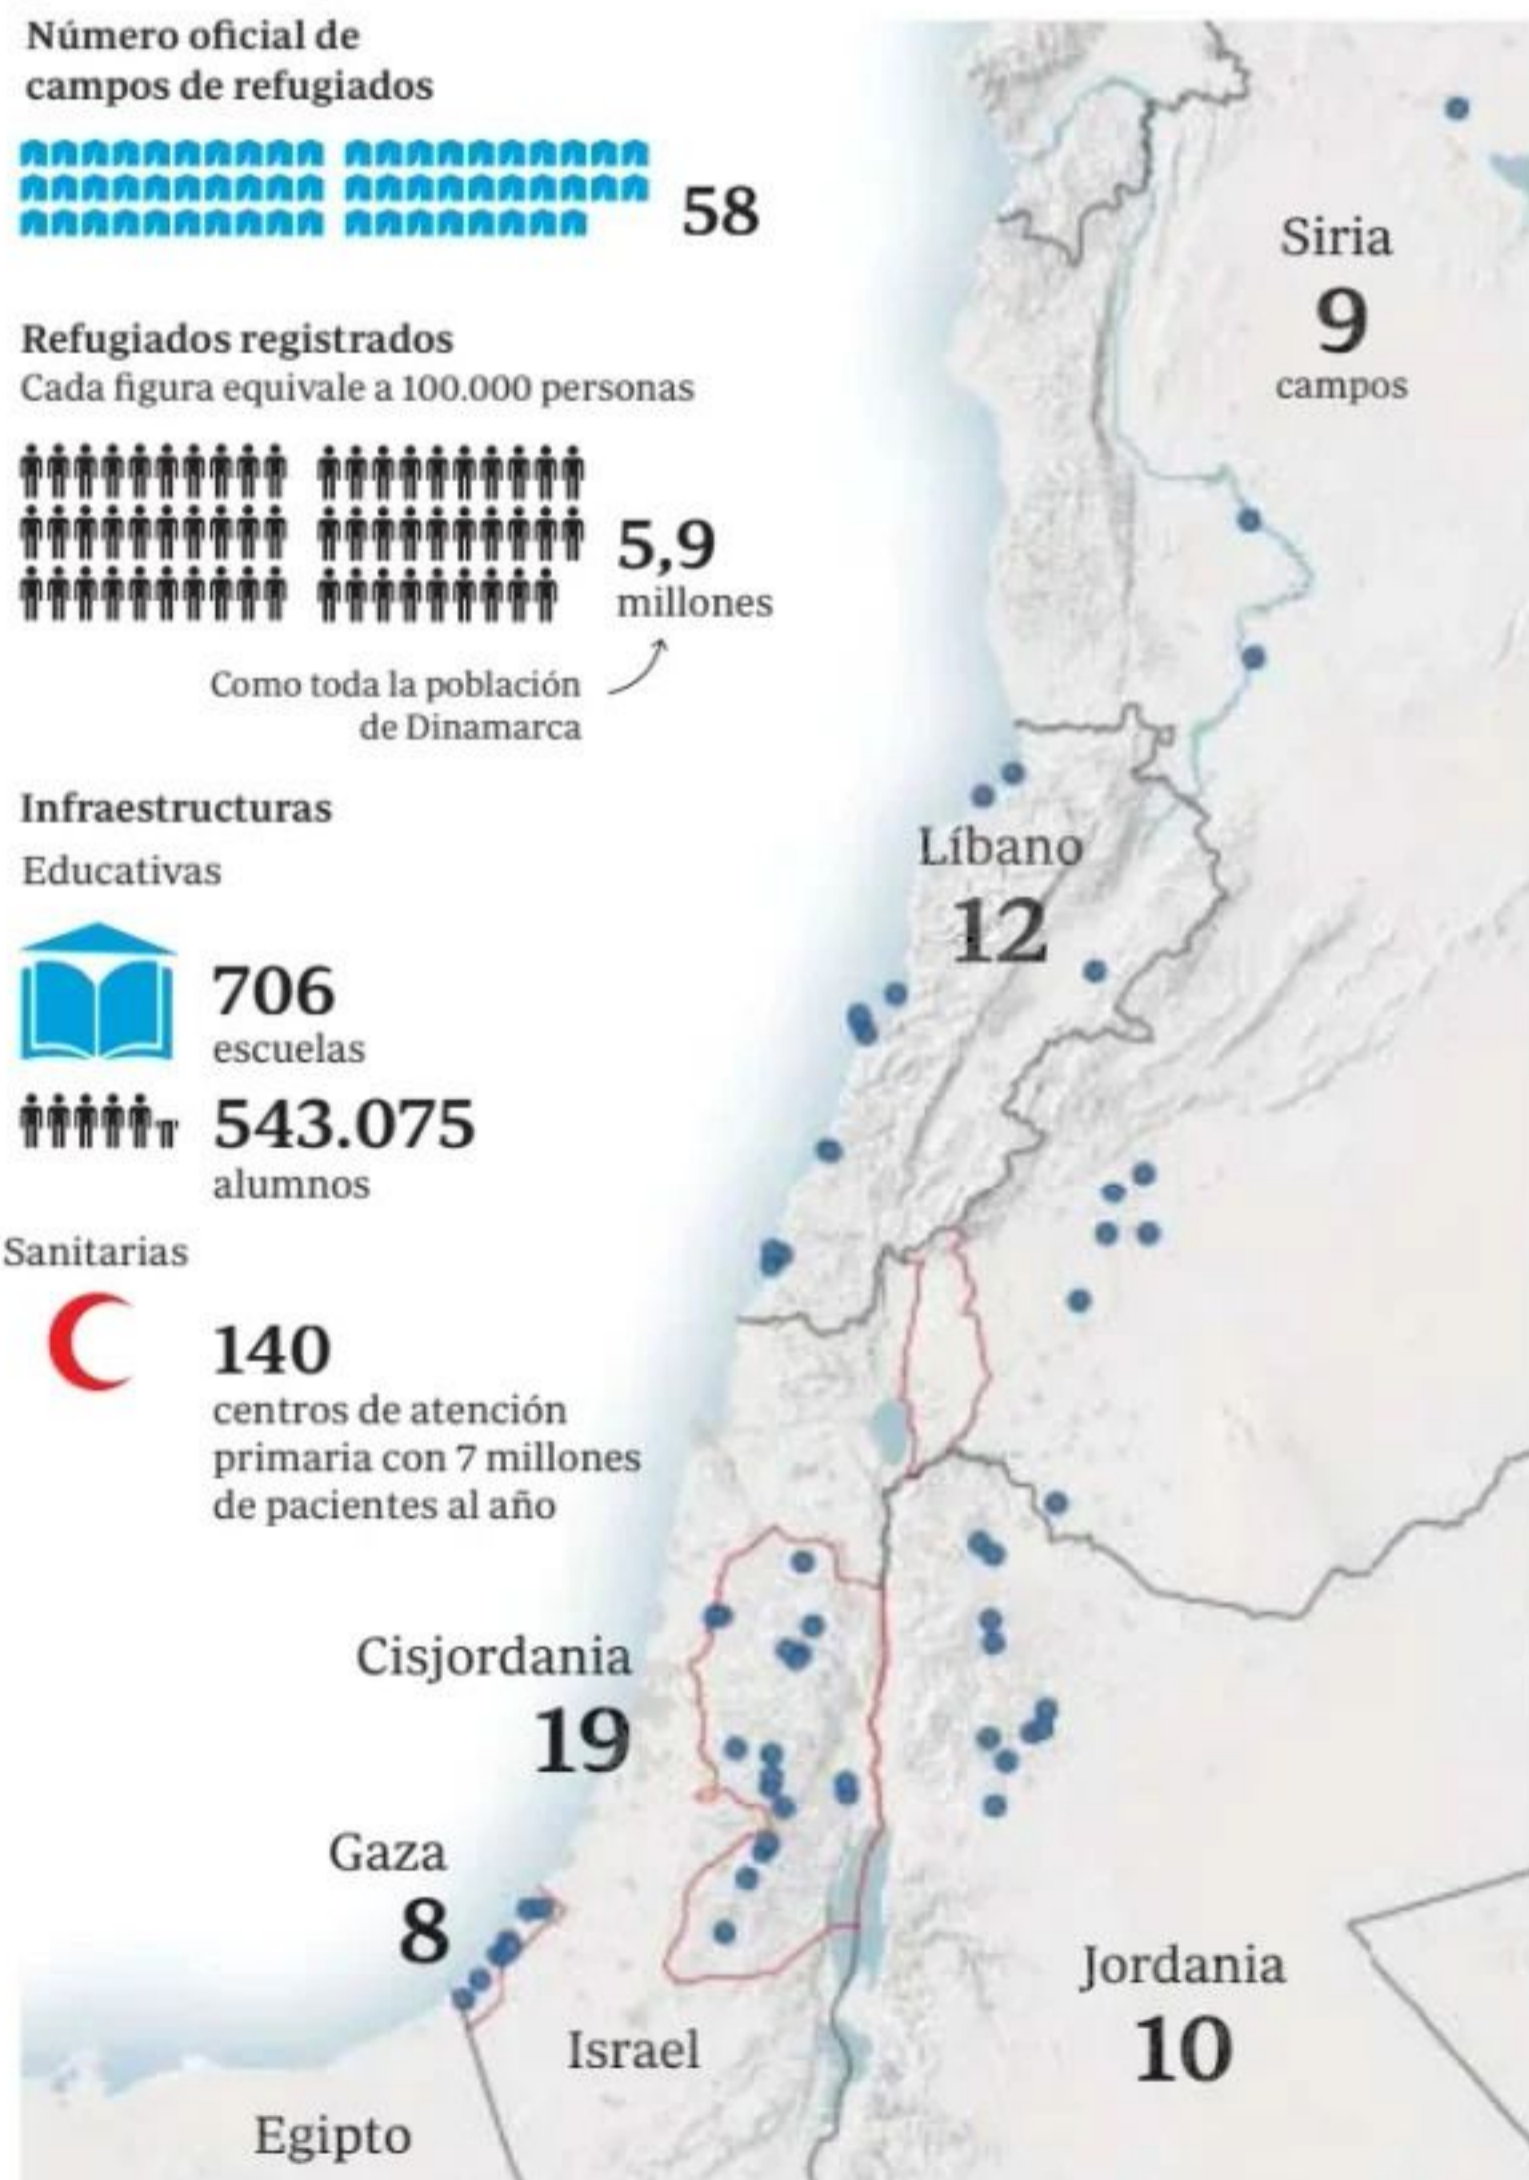 Número oficial de
campos de refugiados
58
Refugiados registrados
Cada figura equivale a 100.000 personas
5,9
millones
Como toda la población
de Dinamarca
Infraestructuras
Educativas
706
escuelas
543.075
alumnos
Sanitarias
140
centros de atención
primaria con 7 millones
de pacientes al año
Siria
9
campos
Líbano
12
Cisjordania
19
Gaza
8
Jordania
10
Israel
Egipto